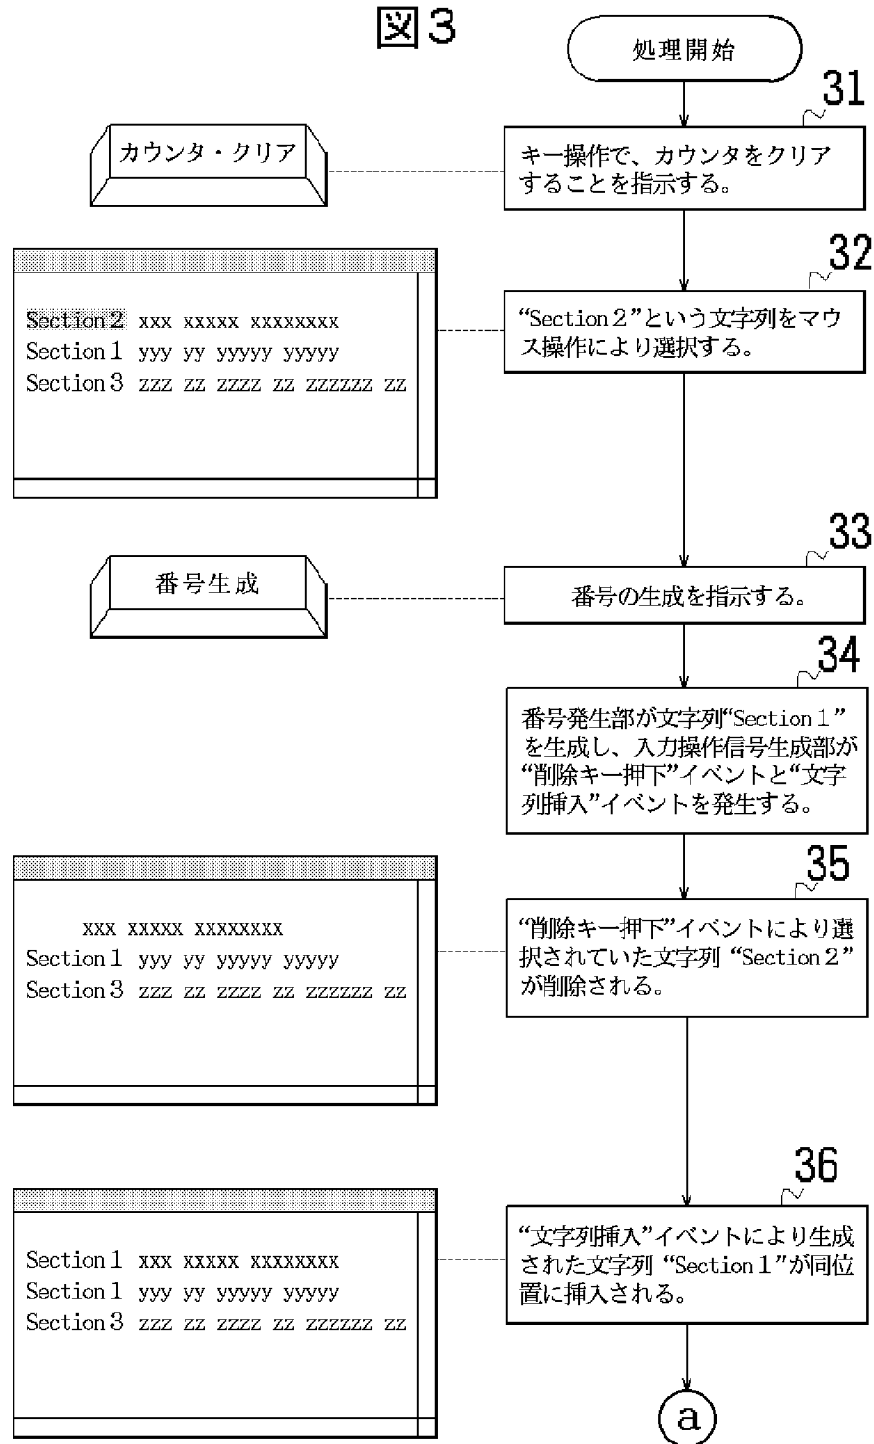 図3
処理開始
31
カウンタ・クリア
キー操作で、カウンタをクリア
することを指示する。
32
Section2 xxx xxxxx xxxxxxxx
Section1 yyy yy yyyyy yyyyy
Section3 zzz zz zzzz zz zzzzzz zz
“Section2”という文字列をマウ
ス操作により選択する。
33
番号生成
番号の生成を指示する。
34
番号発生部が文字列“Section1”
を生成し、入力操作信号生成部が
“削除キー押下”イベントと“文字
列挿入”イベントを発生する。
35
xxx xxxxx xxxxxxxx
Section1 yyy yy yyyyy yyyyy
Section3 zzz zz zzzz zz zzzzzz zz
“削除キー押下”イベントにより選
択されていた文字列 “Section2”
が削除される。
36
Section1 xxx xxxxx xxxxxxxx
Section1 yyy yy yyyyy yyyyy
Section3 zzz zz zzzz zz zzzzzz zz
“文字列挿入”イベントにより生成
された文字列 “Section1”が同位
置に挿入される。
a